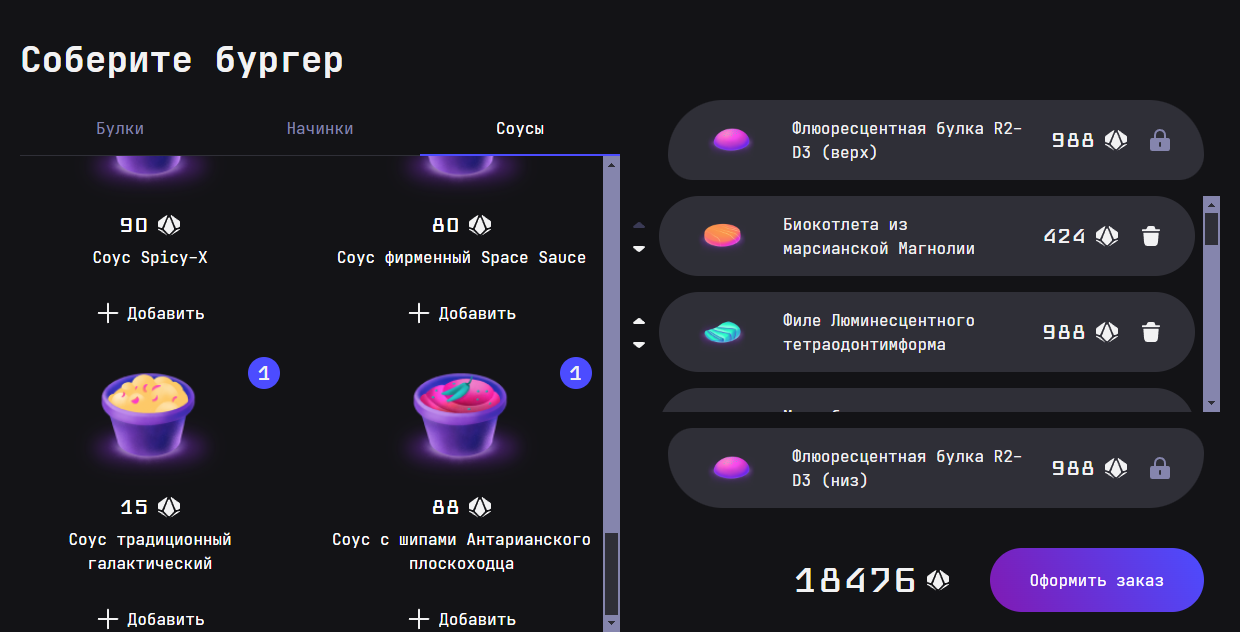 Соберите бургер
Булки
Начинки
Соусы
90
80
Соус Spicy-X
Соус фирменный Space Sauce
Добавить
Добавить
1
1
15
88
Соус традиционный
галактический
Соус с шипами Антарианского
плоскоходца
Добавить
Добавить
Флюоресцентная булка R2-
D3 (верх)
988
Биокотлета из
марсианской Магнолии
424
Филе Люминесцентного
тетраодонтимформа
988
Флюоресцентная булка R2-
D3 (низ)
988
18476
Оформить заказ